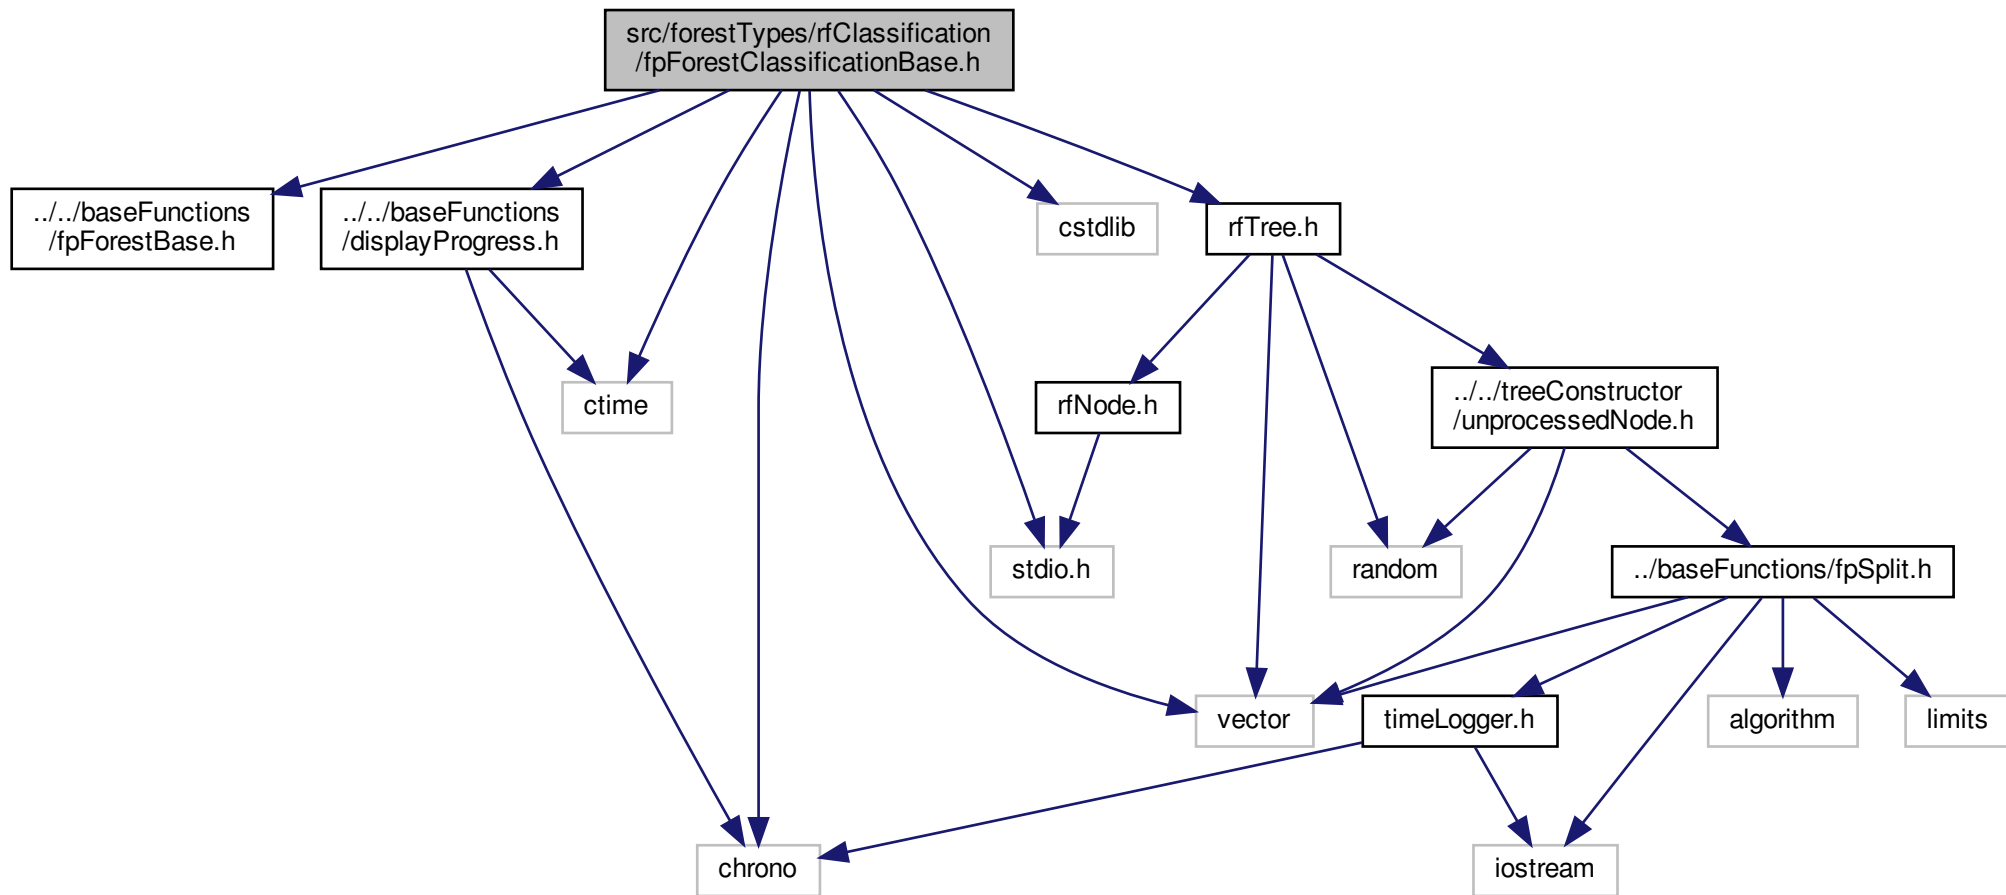 src/forestTypes/rfClassification
/fpForestClassificationBase.h
../../baseFunctions
/fpForestBase.h
../../baseFunctions
/displayProgress.h
cstdlib
rfTree.h
ctime
rfNode.h
../../treeConstructor
/unprocessedNode.h
stdio.h
random
../baseFunctions/fpSplit.h
vector
timeLogger.h
algorithm
limits
chrono
iostream